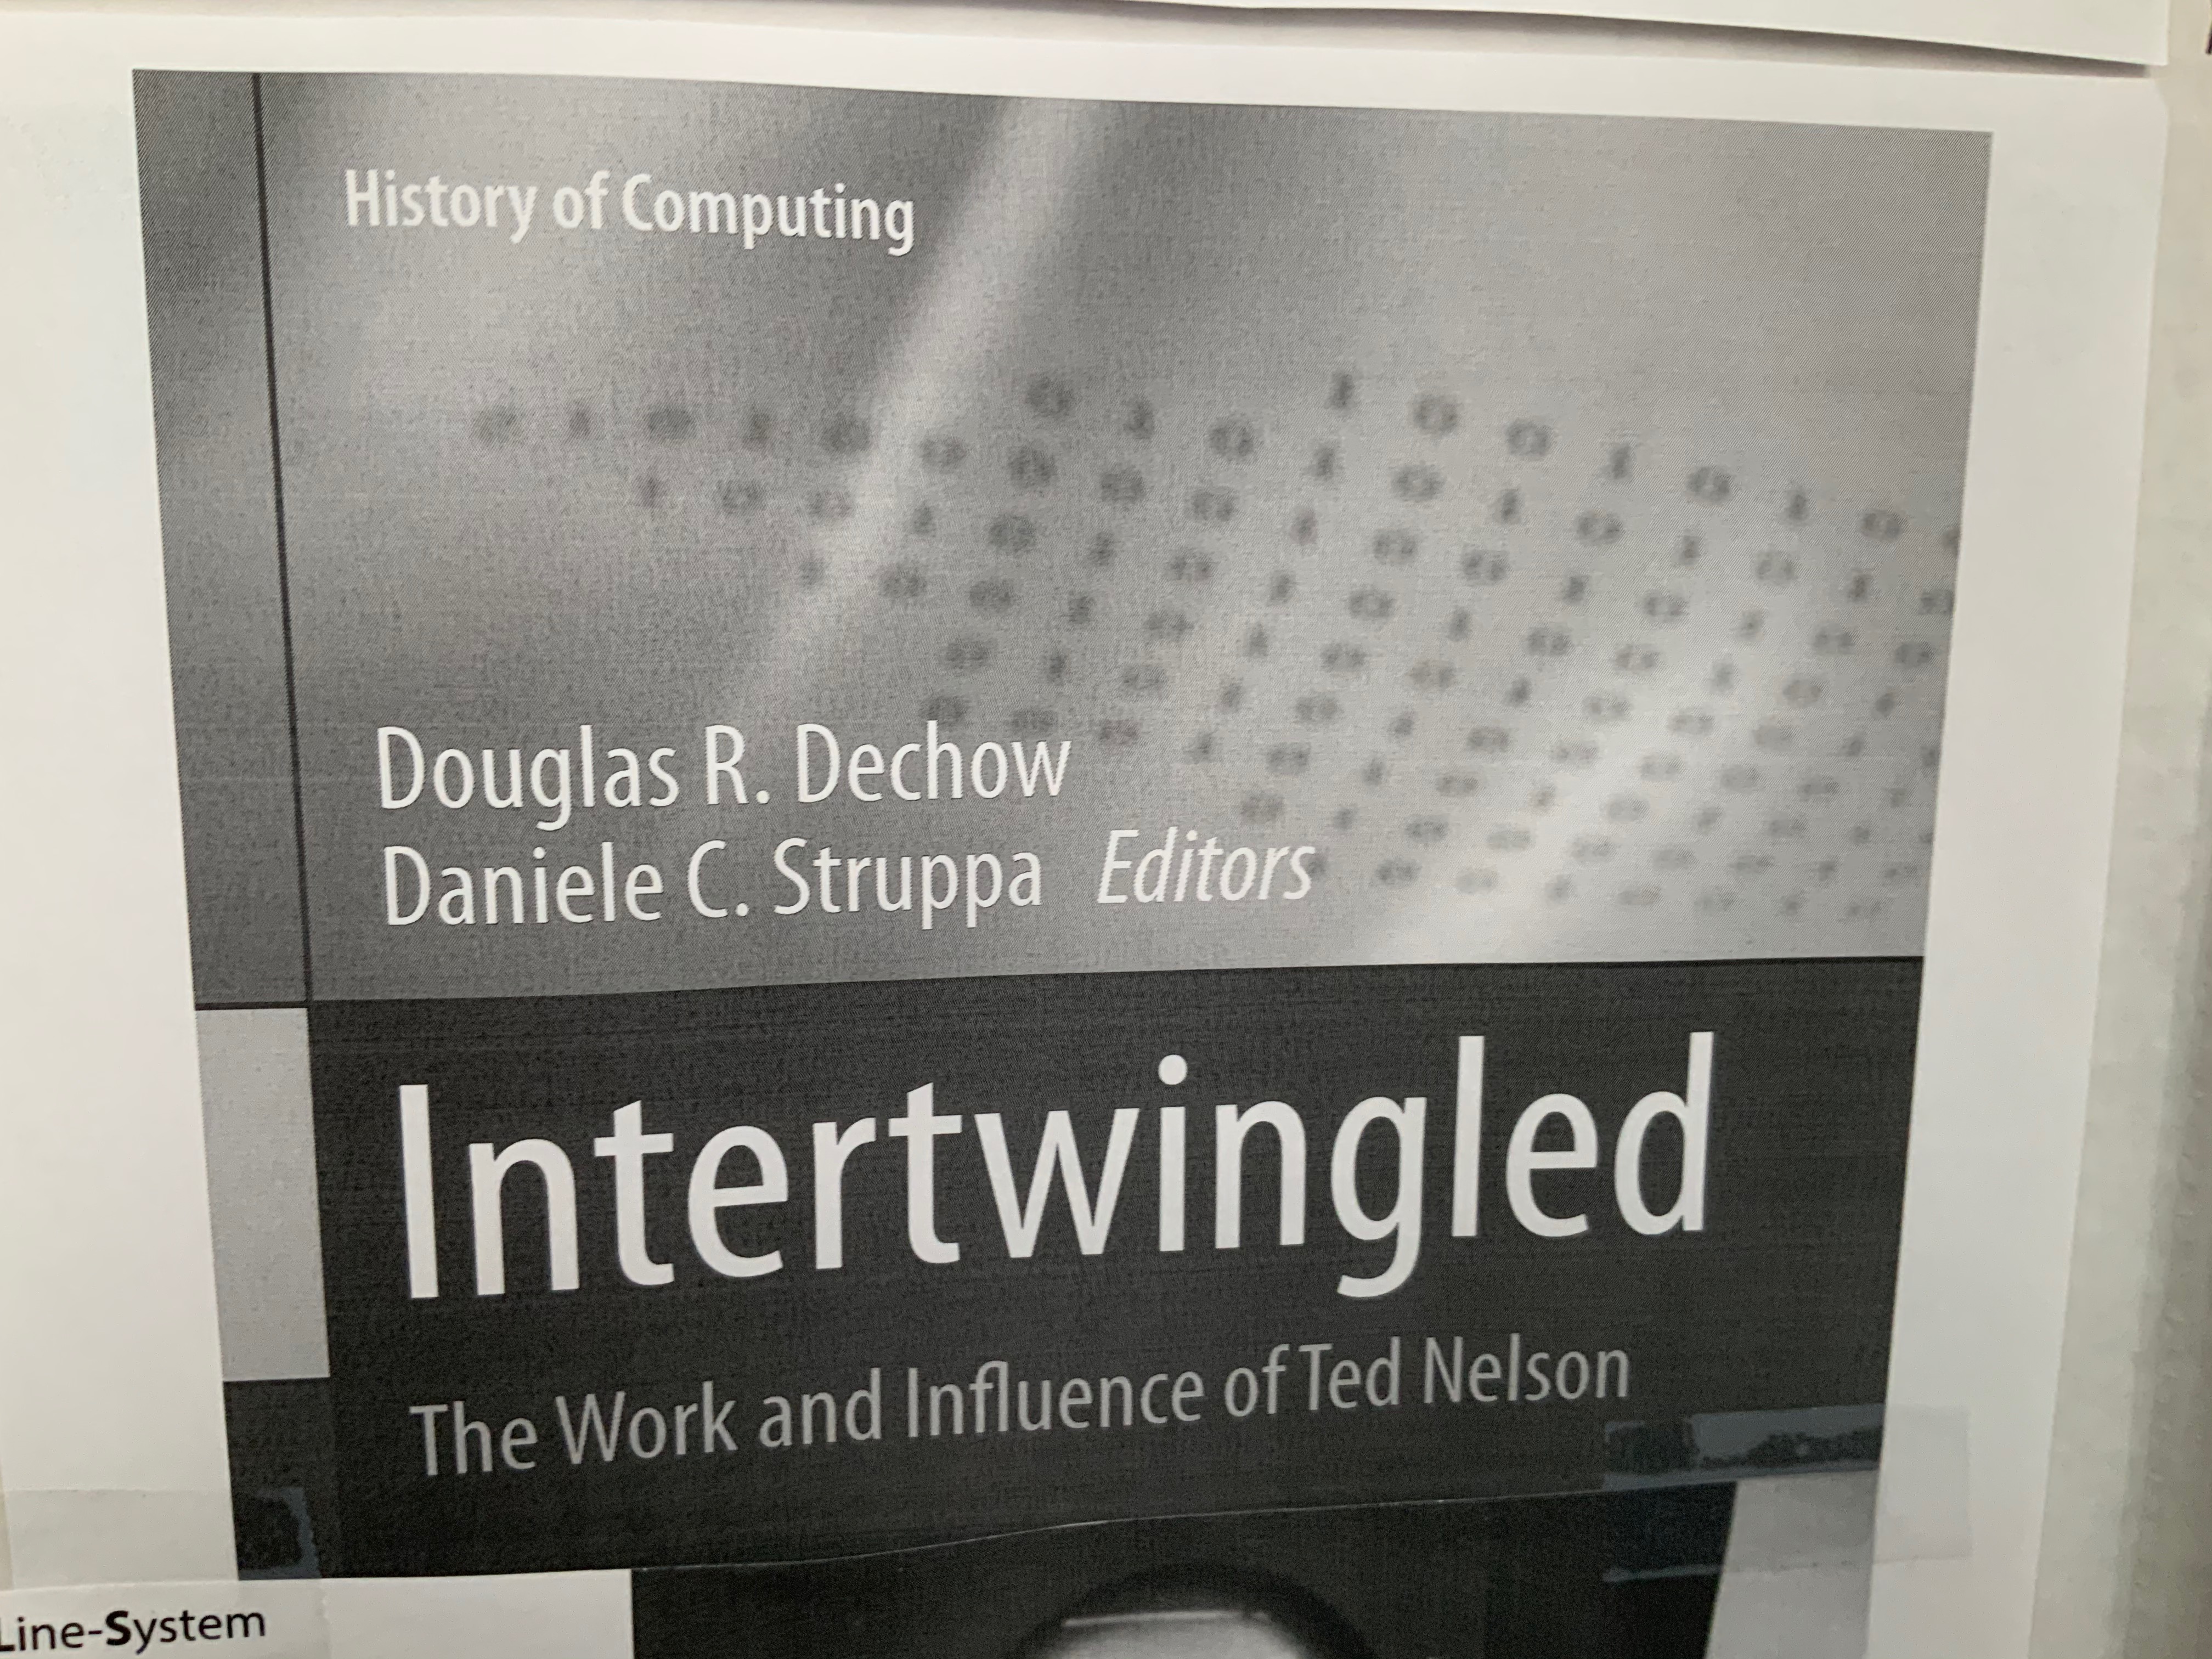 History of Computing
Douglas R. Dechow
Daniele C. Struppa Editors
Intertwingled
The Work and Influence of Ted Nelson
Line-System